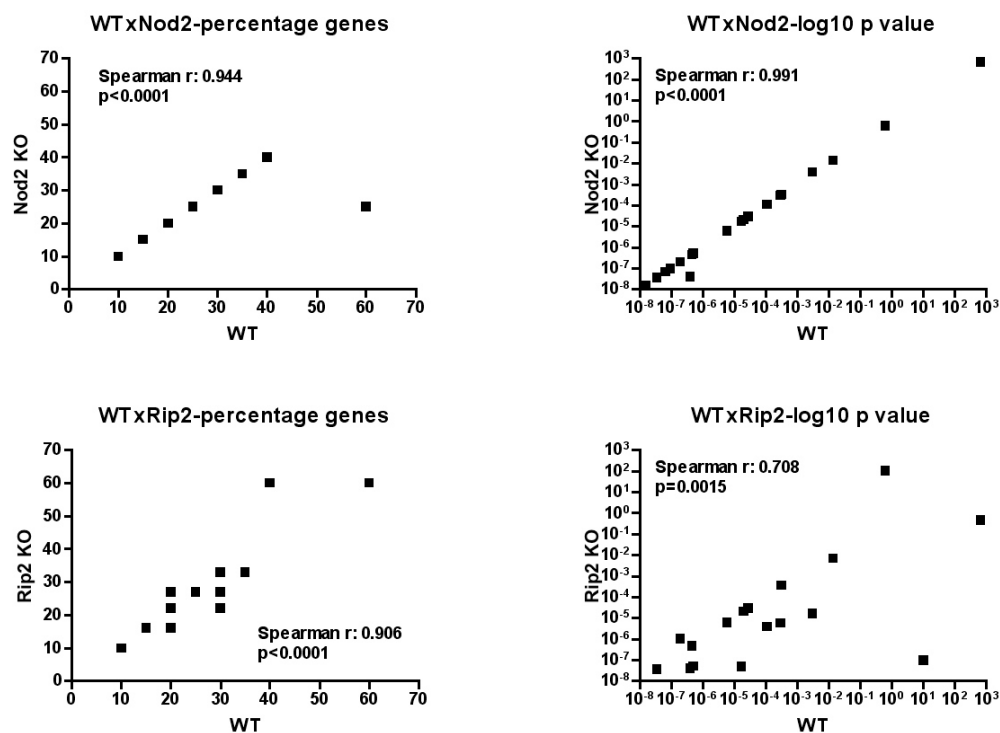 WTxNod2-percentage genes
70
60
50
40
30
20
10
0
Nod2 KO
Spearman r: 0.944
p<0.0001
0 10 20 30 40 50 60 70
WT
WTxNod2-log10 p value
10³
10²
10¹
10⁰
10⁻¹
10⁻²
10⁻³
10⁻⁴
10⁻⁵
10⁻⁶
10⁻⁷
10⁻⁸
Nod2 KO
Spearman r: 0.991
p<0.0001
10⁻⁸ 10⁻⁷ 10⁻⁶ 10⁻⁵ 10⁻⁴ 10⁻³ 10⁻² 10⁻¹ 10⁰ 10¹ 10² 10³
WT
WTxRip2-percentage genes
70
60
50
40
30
20
10
0
Rip2 KO
Spearman r: 0.906
p<0.0001
0 10 20 30 40 50 60 70
WT
WTxRip2-log10 p value
10³
10²
10¹
10⁰
10⁻¹
10⁻²
10⁻³
10⁻⁴
10⁻⁵
10⁻⁶
10⁻⁷
10⁻⁸
Rip2 KO
Spearman r: 0.708
p=0.0015
10⁻⁸ 10⁻⁷ 10⁻⁶ 10⁻⁵ 10⁻⁴ 10⁻³ 10⁻² 10⁻¹ 10⁰ 10¹ 10² 10³
WT